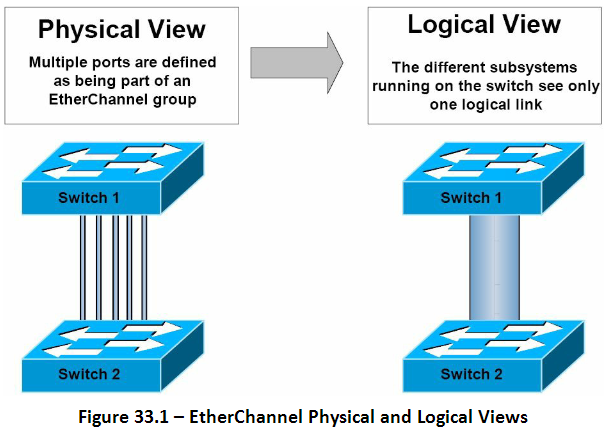 Physical View
Multiple ports are defined
as being part of an
EtherChannel group
Logical View
The different subsystems
running on the switch see only
one logical link
Switch 1
Switch 2
Switch 1
Switch 2
Figure 33.1 – EtherChannel Physical and Logical Views